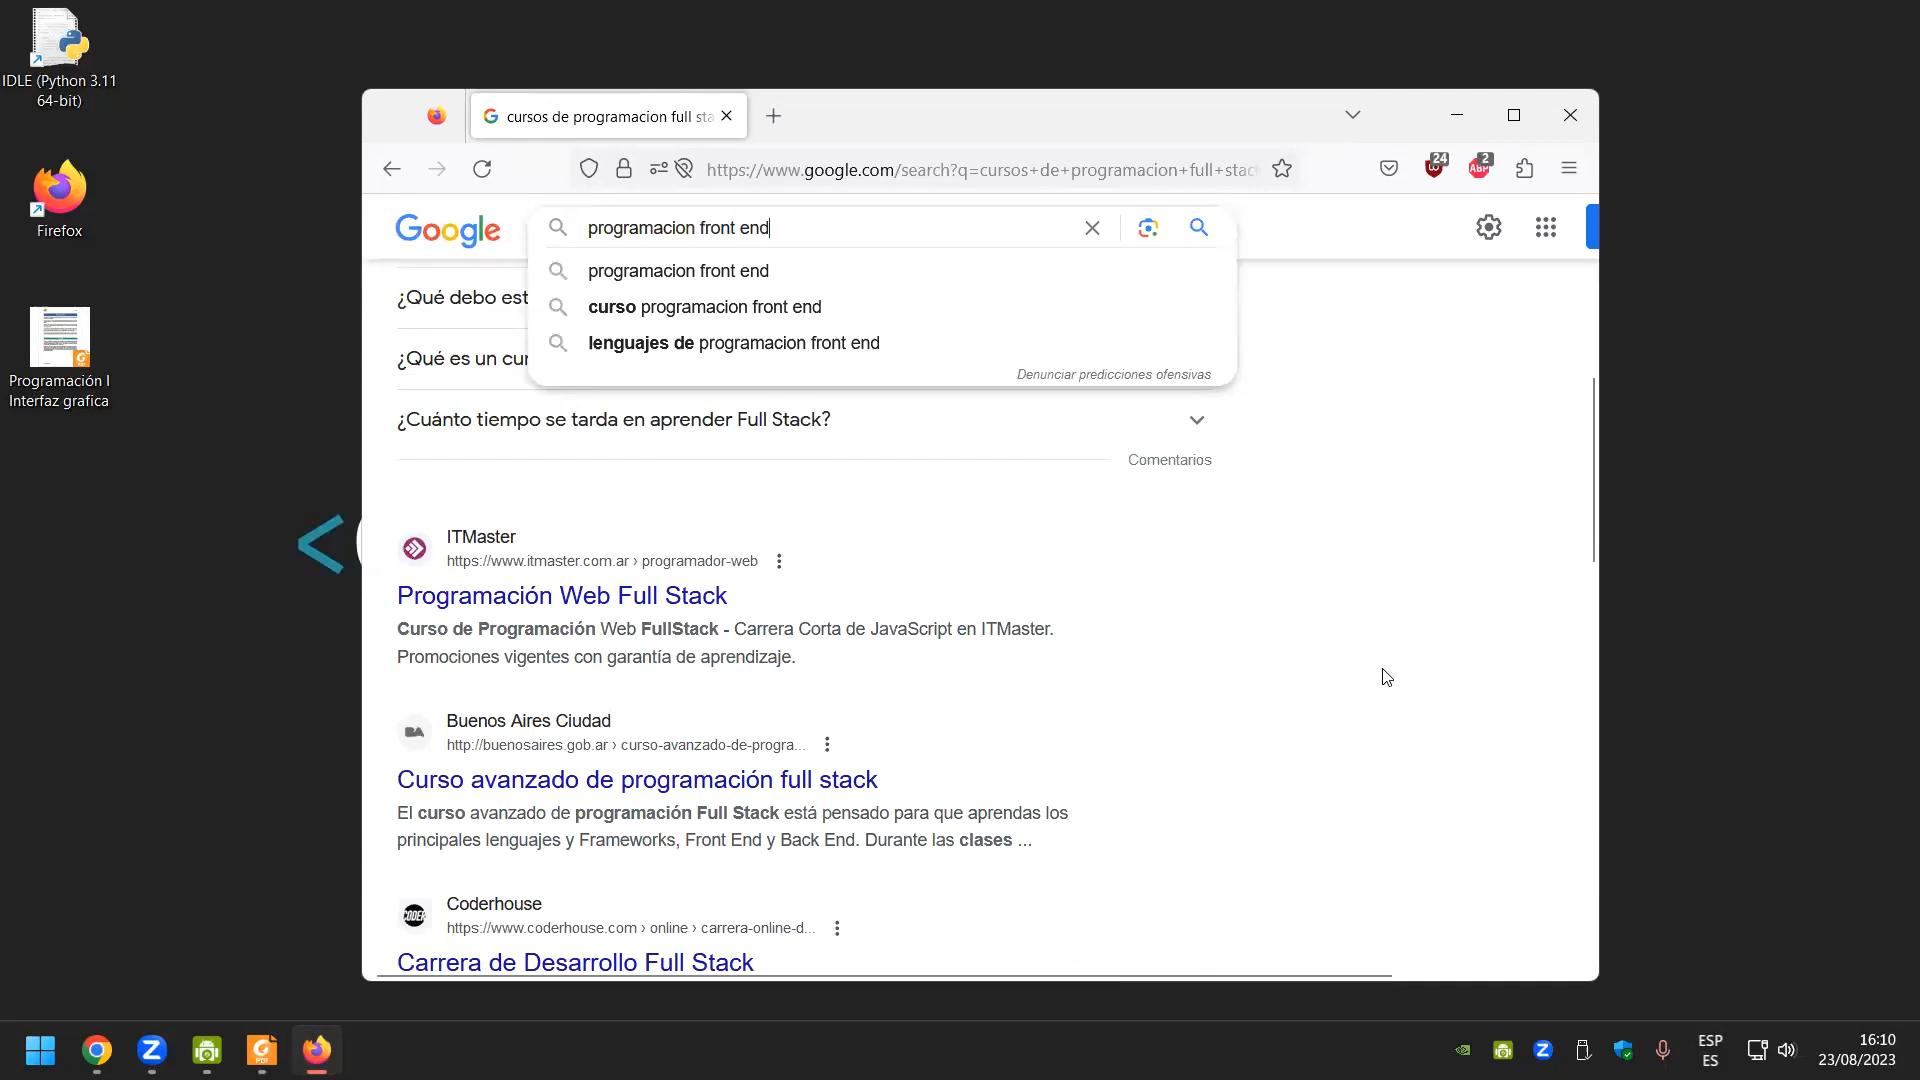 IDLE (Python 3.11
64-bit)
Firefox
Programación I
Interfaz grafica
cursos de programacion full sta
https://www.google.com/search?q=cursos+de+programacion+full+stac
24
ABP
2
Google
programacion front end
programacion front end
curso programacion front end
lenguajes de programacion front end
Denunciar predicciones ofensivas
¿Qué debo est
¿Qué es un cur
¿Cuánto tiempo se tarda en aprender Full Stack?
Comentarios
ITMaster
https://www.itmaster.com.ar › programador-web
Programación Web Full Stack
Curso de Programación Web FullStack - Carrera Corta de JavaScript en ITMaster.
Promociones vigentes con garantía de aprendizaje.
BA
Buenos Aires Ciudad
http://buenosaires.gob.ar › curso-avanzado-de-progra...
Curso avanzado de programación full stack
El curso avanzado de programación Full Stack está pensado para que aprendas los
principales lenguajes y Frameworks, Front End y Back End. Durante las clases ...
CODER
Coderhouse
https://www.coderhouse.com › online › carrera-online-d...
Carrera de Desarrollo Full Stack
Z
PDF
Z
ESP
ES
16:10
23/08/2023